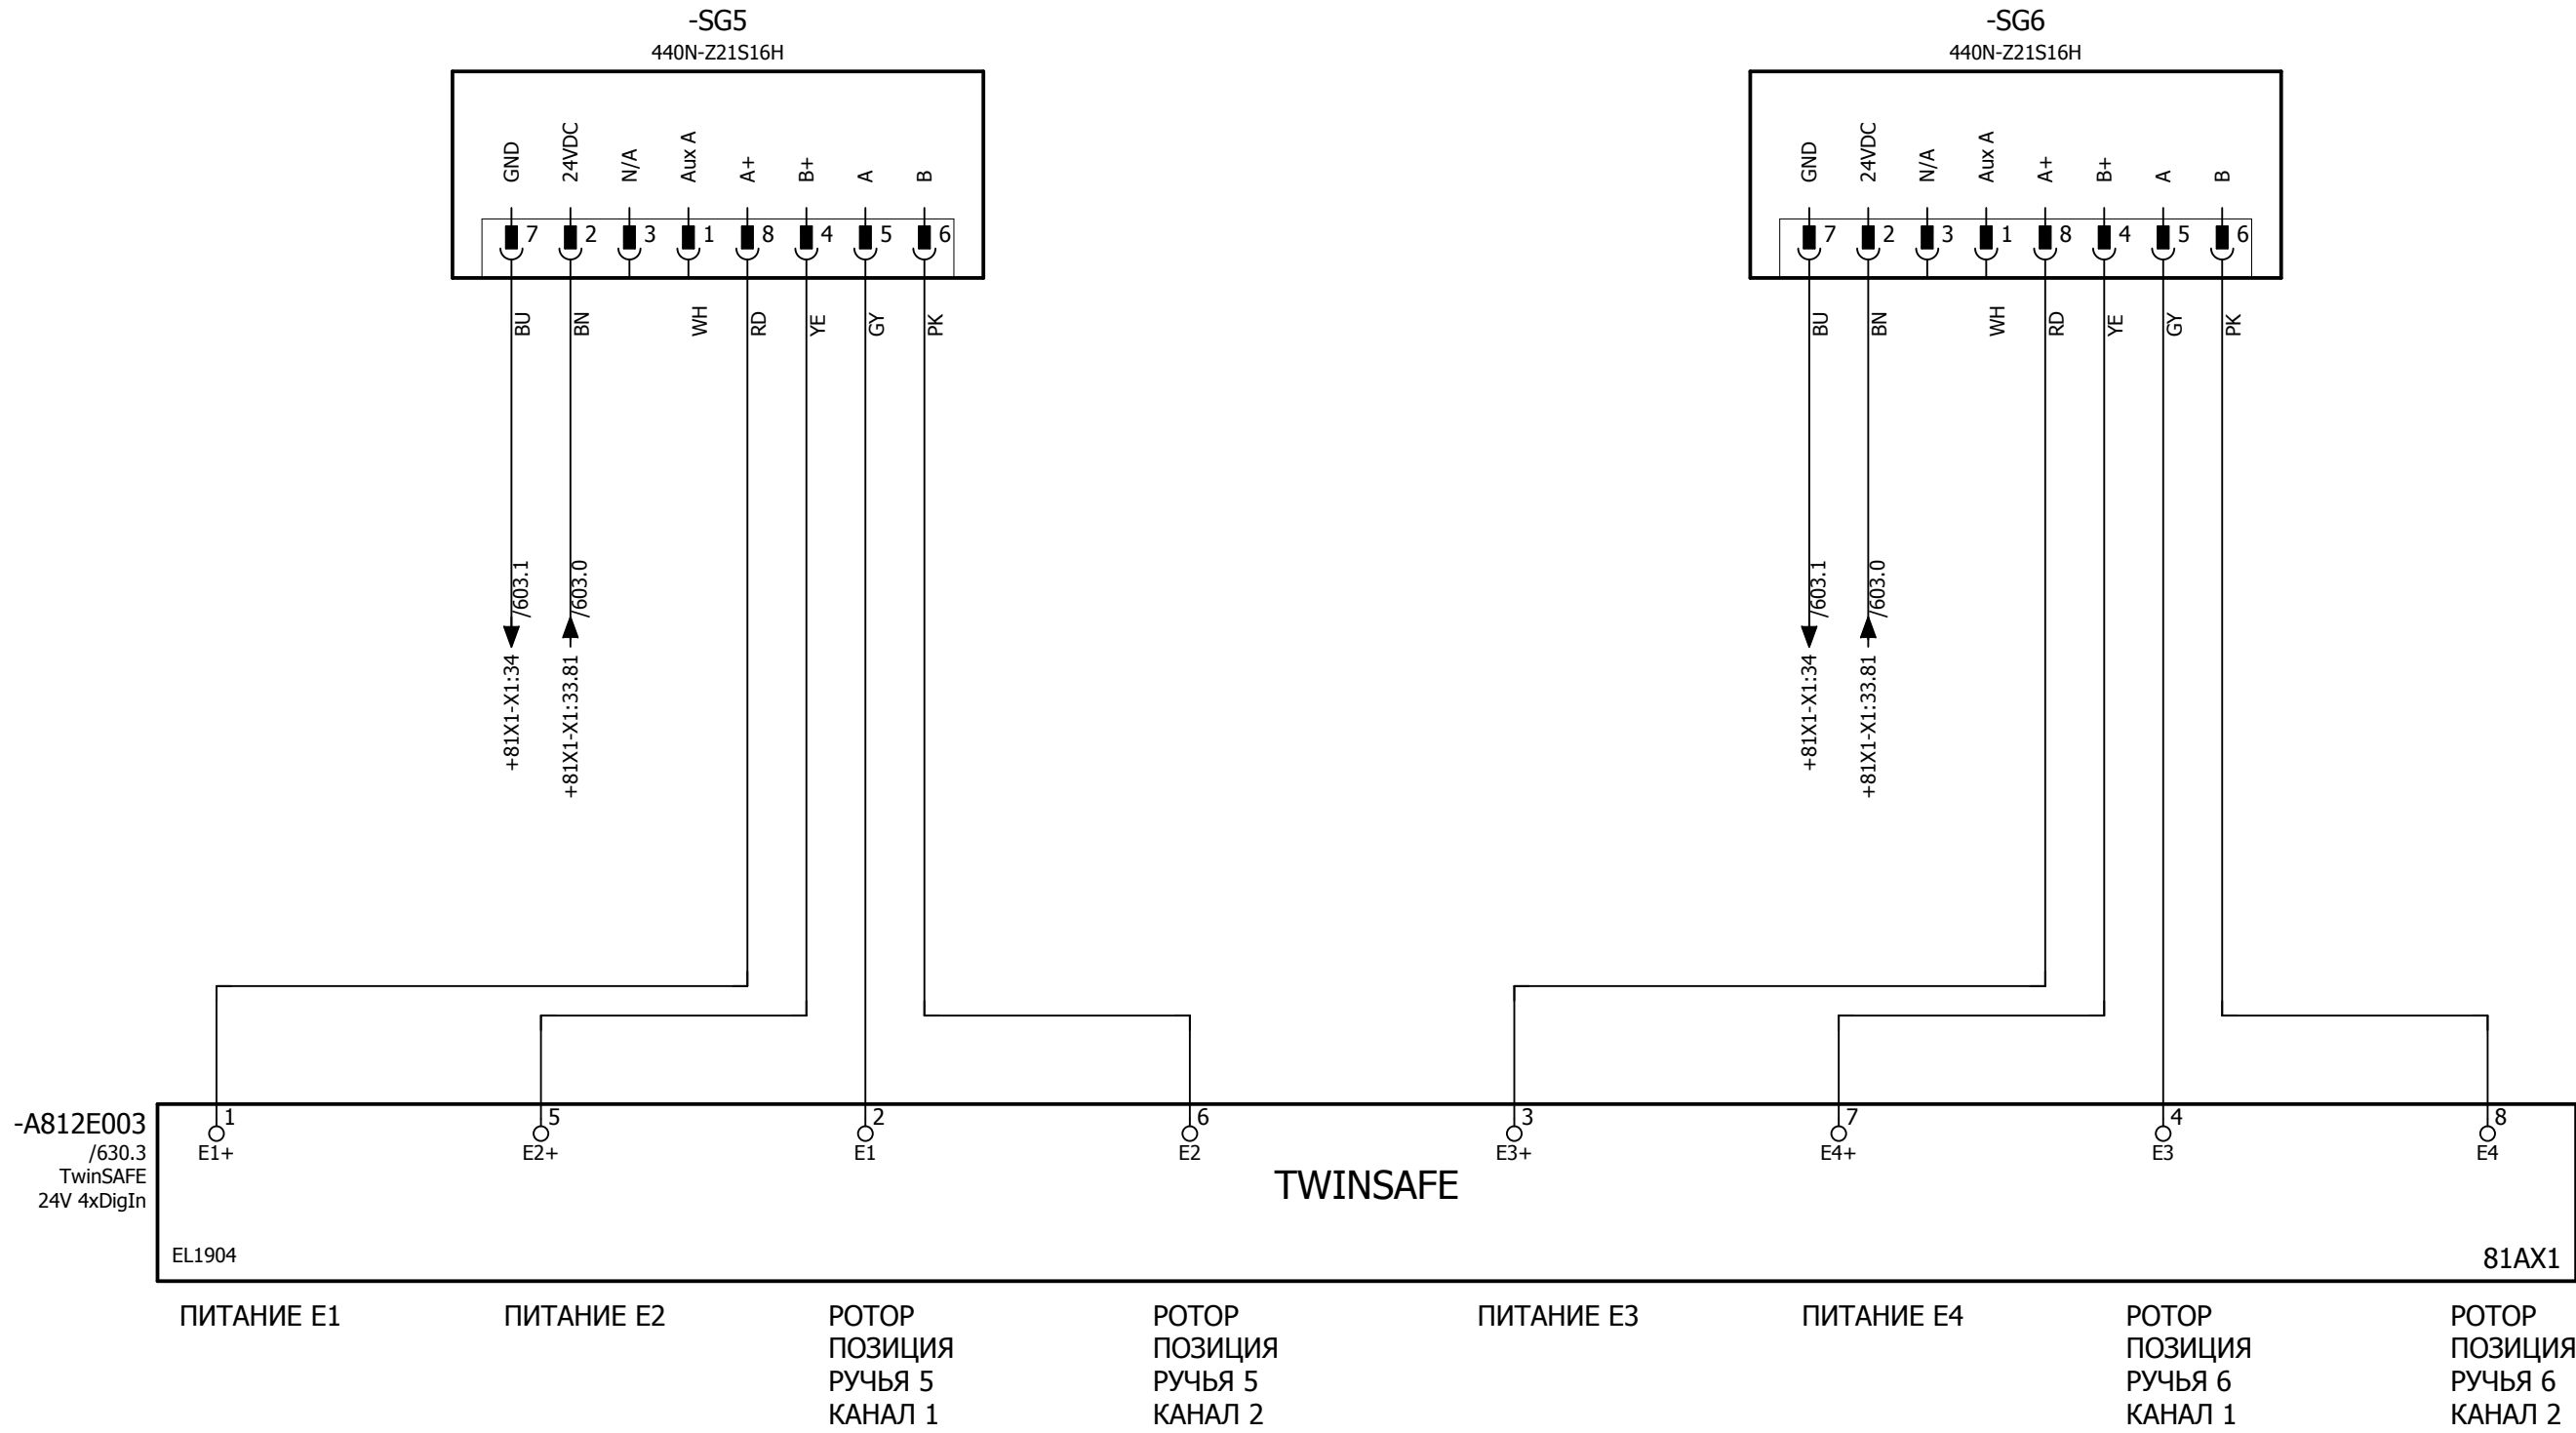 -SG5
440N-Z21S16H
GND
24VDC
N/A
Aux A
A+
B+
A
B
7
2
3
1
8
4
5
6
BU
BN
WH
RD
YE
GY
PK
/603.1
/603.0
+81X1-X1:34
+81X1-X1:33.81
-SG6
440N-Z21S16H
GND
24VDC
N/A
Aux A
A+
B+
A
B
7
2
3
1
8
4
5
6
BU
BN
WH
RD
YE
GY
PK
/603.1
/603.0
+81X1-X1:34
+81X1-X1:33.81
-A812E003
/630.3
TwinSAFE
24V 4xDigIn
1
5
2
6
3
7
4
8
E1+
E2+
E1
E2
E3+
E4+
E3
E4
TWINSAFE
EL1904
81AX1
ПИТАНИЕ E1
ПИТАНИЕ E2
РОТОР
ПОЗИЦИЯ
РУЧЬЯ 5
КАНАЛ 1
РОТОР
ПОЗИЦИЯ
РУЧЬЯ 5
КАНАЛ 2
ПИТАНИЕ E3
ПИТАНИЕ E4
РОТОР
ПОЗИЦИЯ
РУЧЬЯ 6
КАНАЛ 1
РОТОР
ПОЗИЦИЯ
РУЧЬЯ 6
КАНАЛ 2